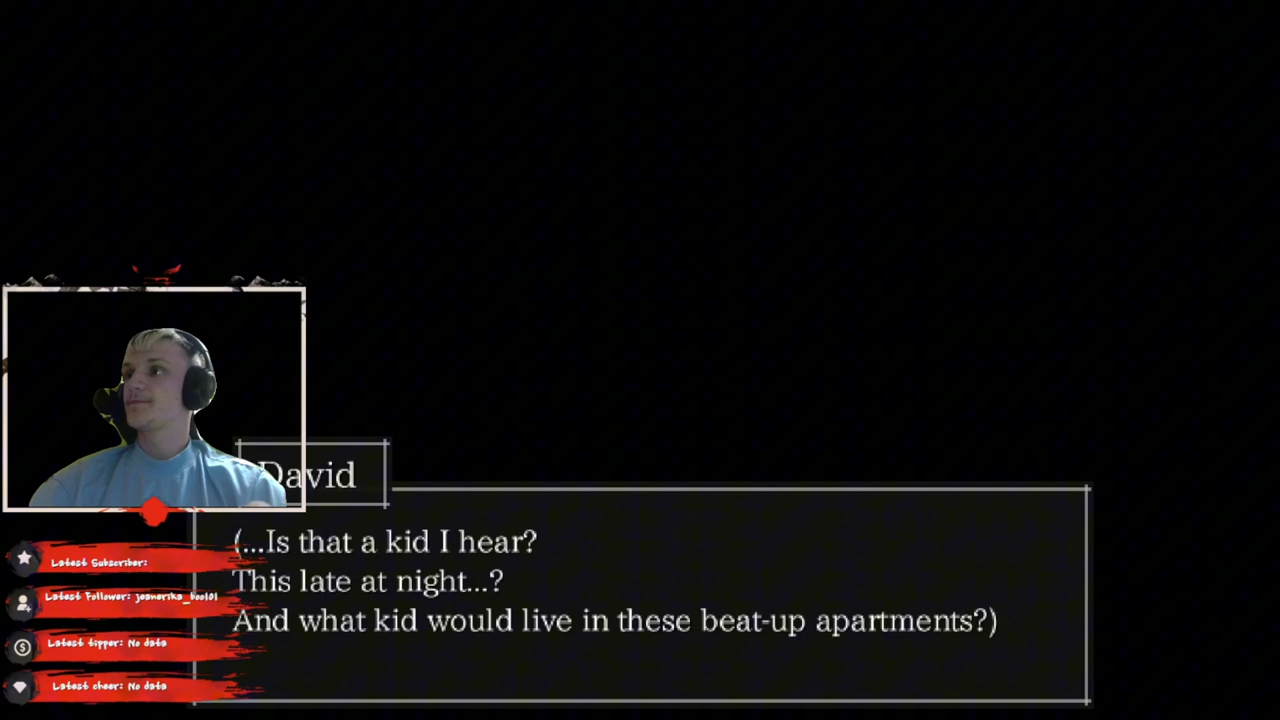 David
(...Is that a kid I hear?
This late at night...?
And what kid would live in these beat-up apartments?)
Latest Subscriber:
Latest Follower: jeanerika_boo101
Latest tipper: No data
Latest cheer: No data